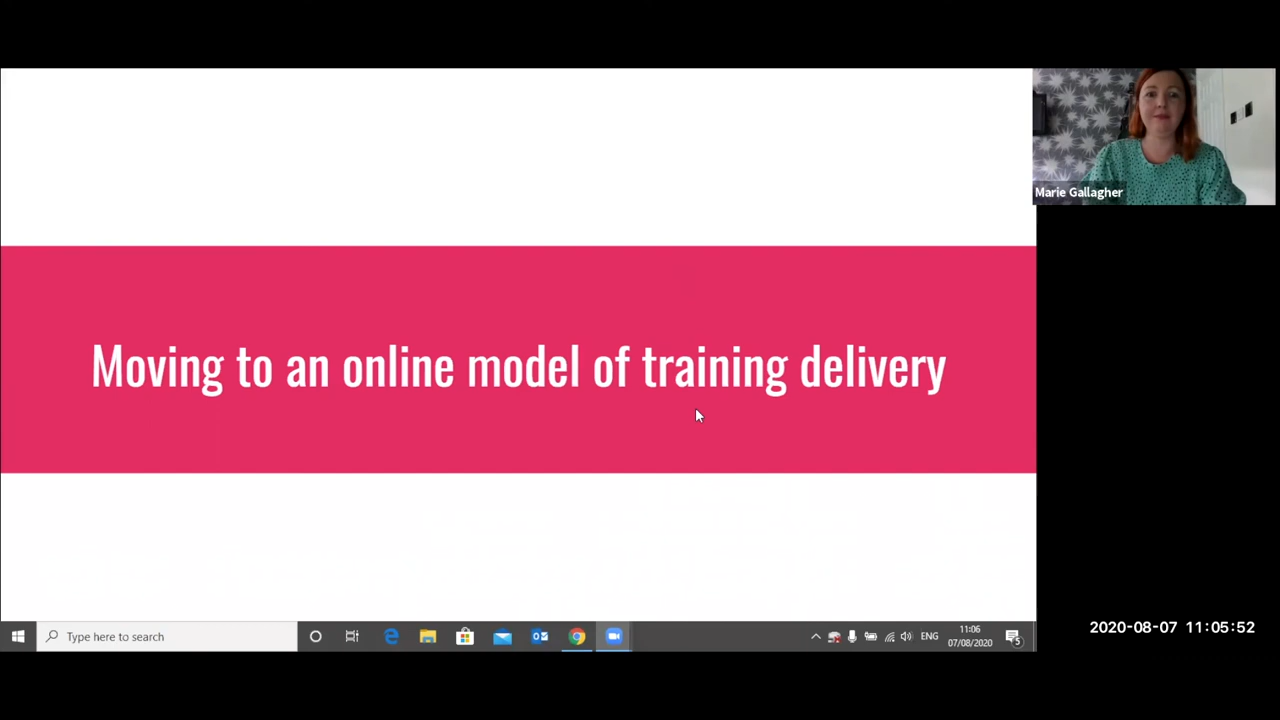 Marie Gallagher
Moving to an online model of training delivery
Type here to search
ENG
11:06
07/08/2020
5
2020-08-07 11:05:52